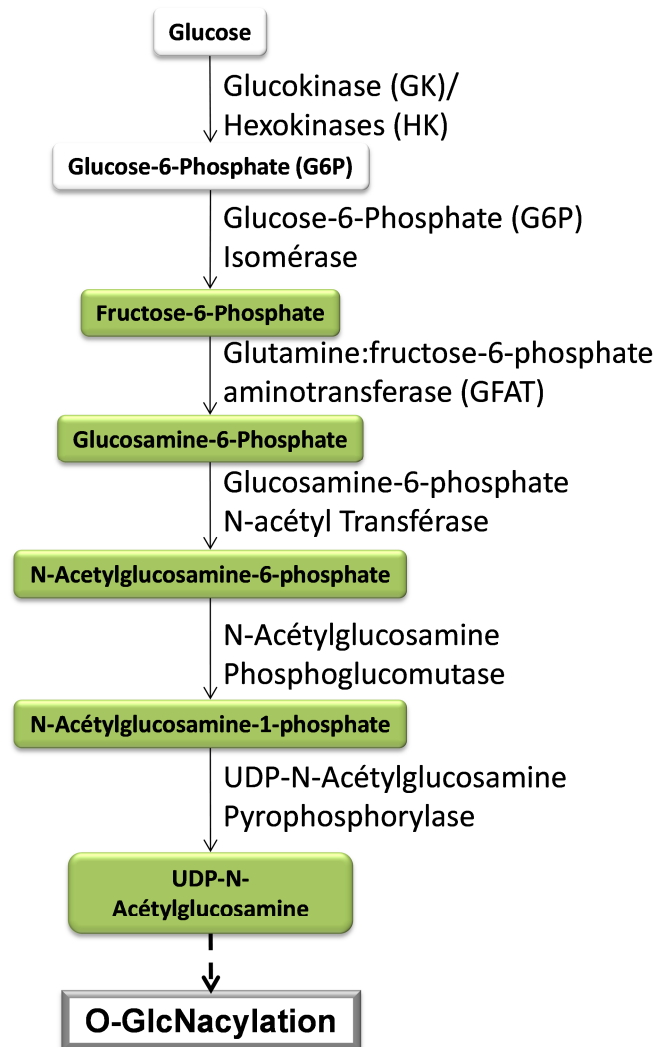 Glucose
Glucokinase (GK)/
Hexokinases (HK)
Glucose-6-Phosphate (G6P)
Glucose-6-Phosphate (G6P)
Isomérase
Fructose-6-Phosphate
Glutamine:fructose-6-phosphate
aminotransferase (GFAT)
Glucosamine-6-Phosphate
Glucosamine-6-phosphate
N-acétyl Transférase
N-Acetylglucosamine-6-phosphate
N-Acétylglucosamine
Phosphoglucomutase
N-Acétylglucosamine-1-phosphate
UDP-N-Acétylglucosamine
Pyrophosphorylase
UDP-N-
Acétylglucosamine
O-GlcNacylation